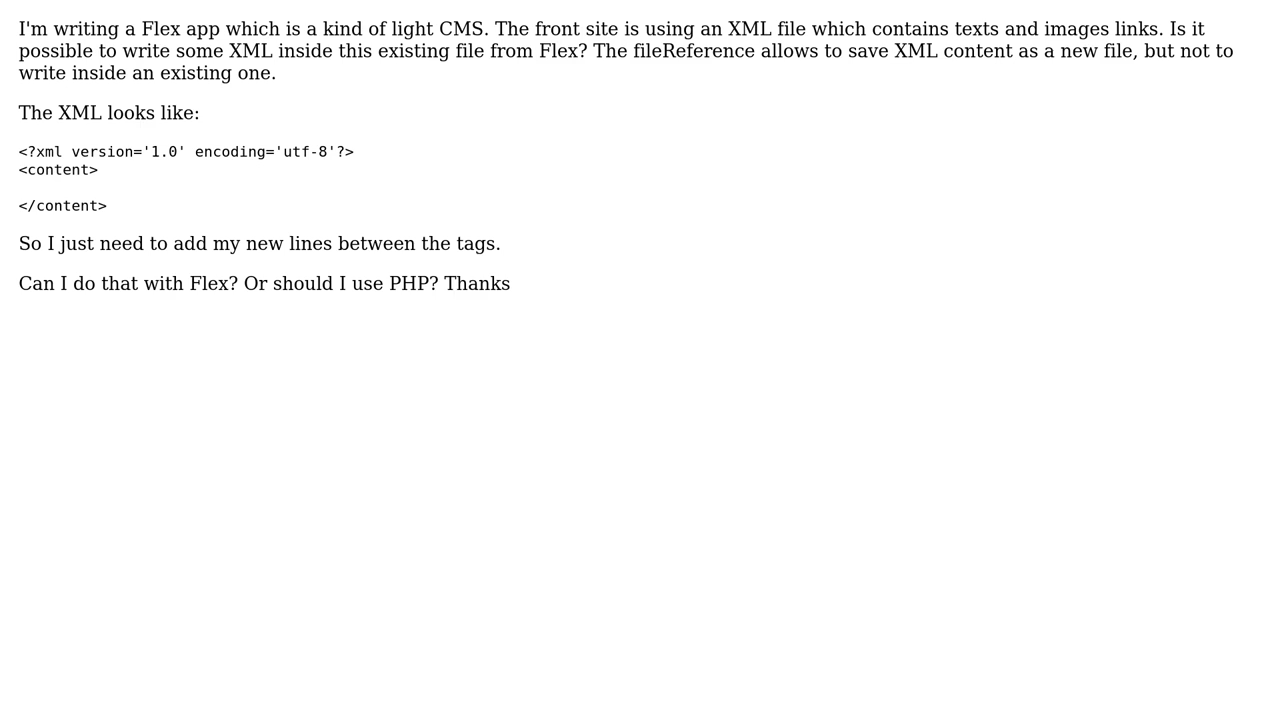 I'm writing a Flex app which is a kind of light CMS. The front site is using an XML file which contains texts and images links. Is it
possible to write some XML inside this existing file from Flex? The fileReference allows to save XML content as a new file, but not to
write inside an existing one.
The XML looks like:
<?xml version='1.0' encoding='utf-8'?>
<content>
</content>
So I just need to add my new lines between the tags.
Can I do that with Flex? Or should I use PHP? Thanks